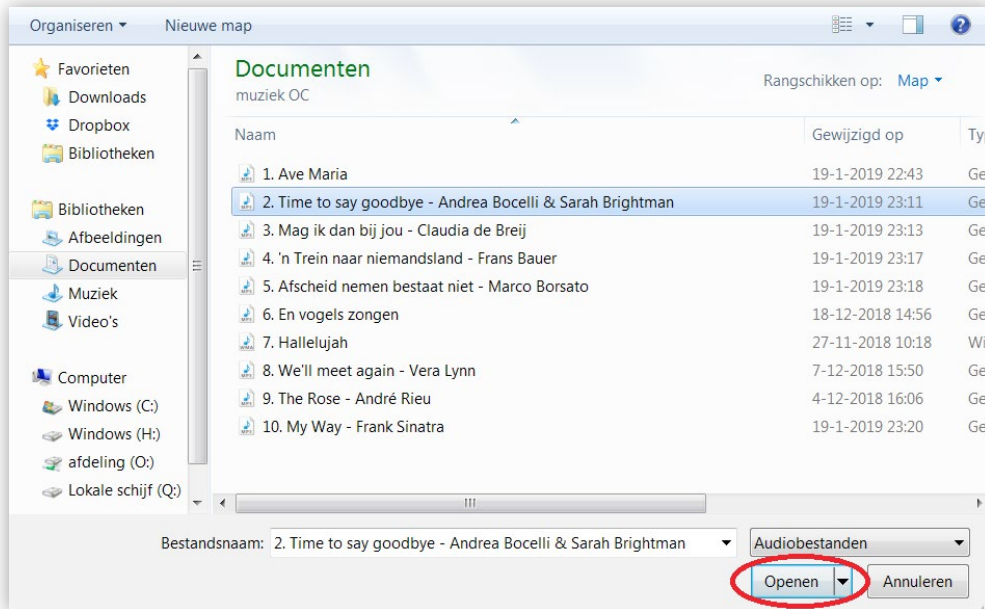 Organiseren Nieuwe map
Favorieten
Downloads
Dropbox
Bibliotheken
Bibliotheken
Afbeeldingen
Documenten
Muziek
Video's
Computer
Windows (C:)
Windows (H:)
afdeling (O:)
Lokale schijf (Q:)
Documenten
muziek OC
Rangschikken op: Map
Naam Gewijzigd op Ty
1. Ave Maria 19-1-2019 22:43 Ge
2. Time to say goodbye - Andrea Bocelli & Sarah Brightman 19-1-2019 23:11 Ge
3. Mag ik dan bij jou - Claudia de Breij 19-1-2019 23:13 Ge
4. 'n Trein naar niemandsland - Frans Bauer 19-1-2019 23:17 Ge
5. Afscheid nemen bestaat niet - Marco Borsato 19-1-2019 23:18 Ge
6. En vogels zongen 18-12-2018 14:56 Ge
7. Hallelujah 27-11-2018 10:18 Wi
8. We'll meet again - Vera Lynn 7-12-2018 15:50 Ge
9. The Rose - André Rieu 4-12-2018 16:06 Ge
10. My Way - Frank Sinatra 19-1-2019 23:20 Ge
Bestandsnaam: 2. Time to say goodbye - Andrea Bocelli & Sarah Brightman Audiobestanden
Openen Annuleren